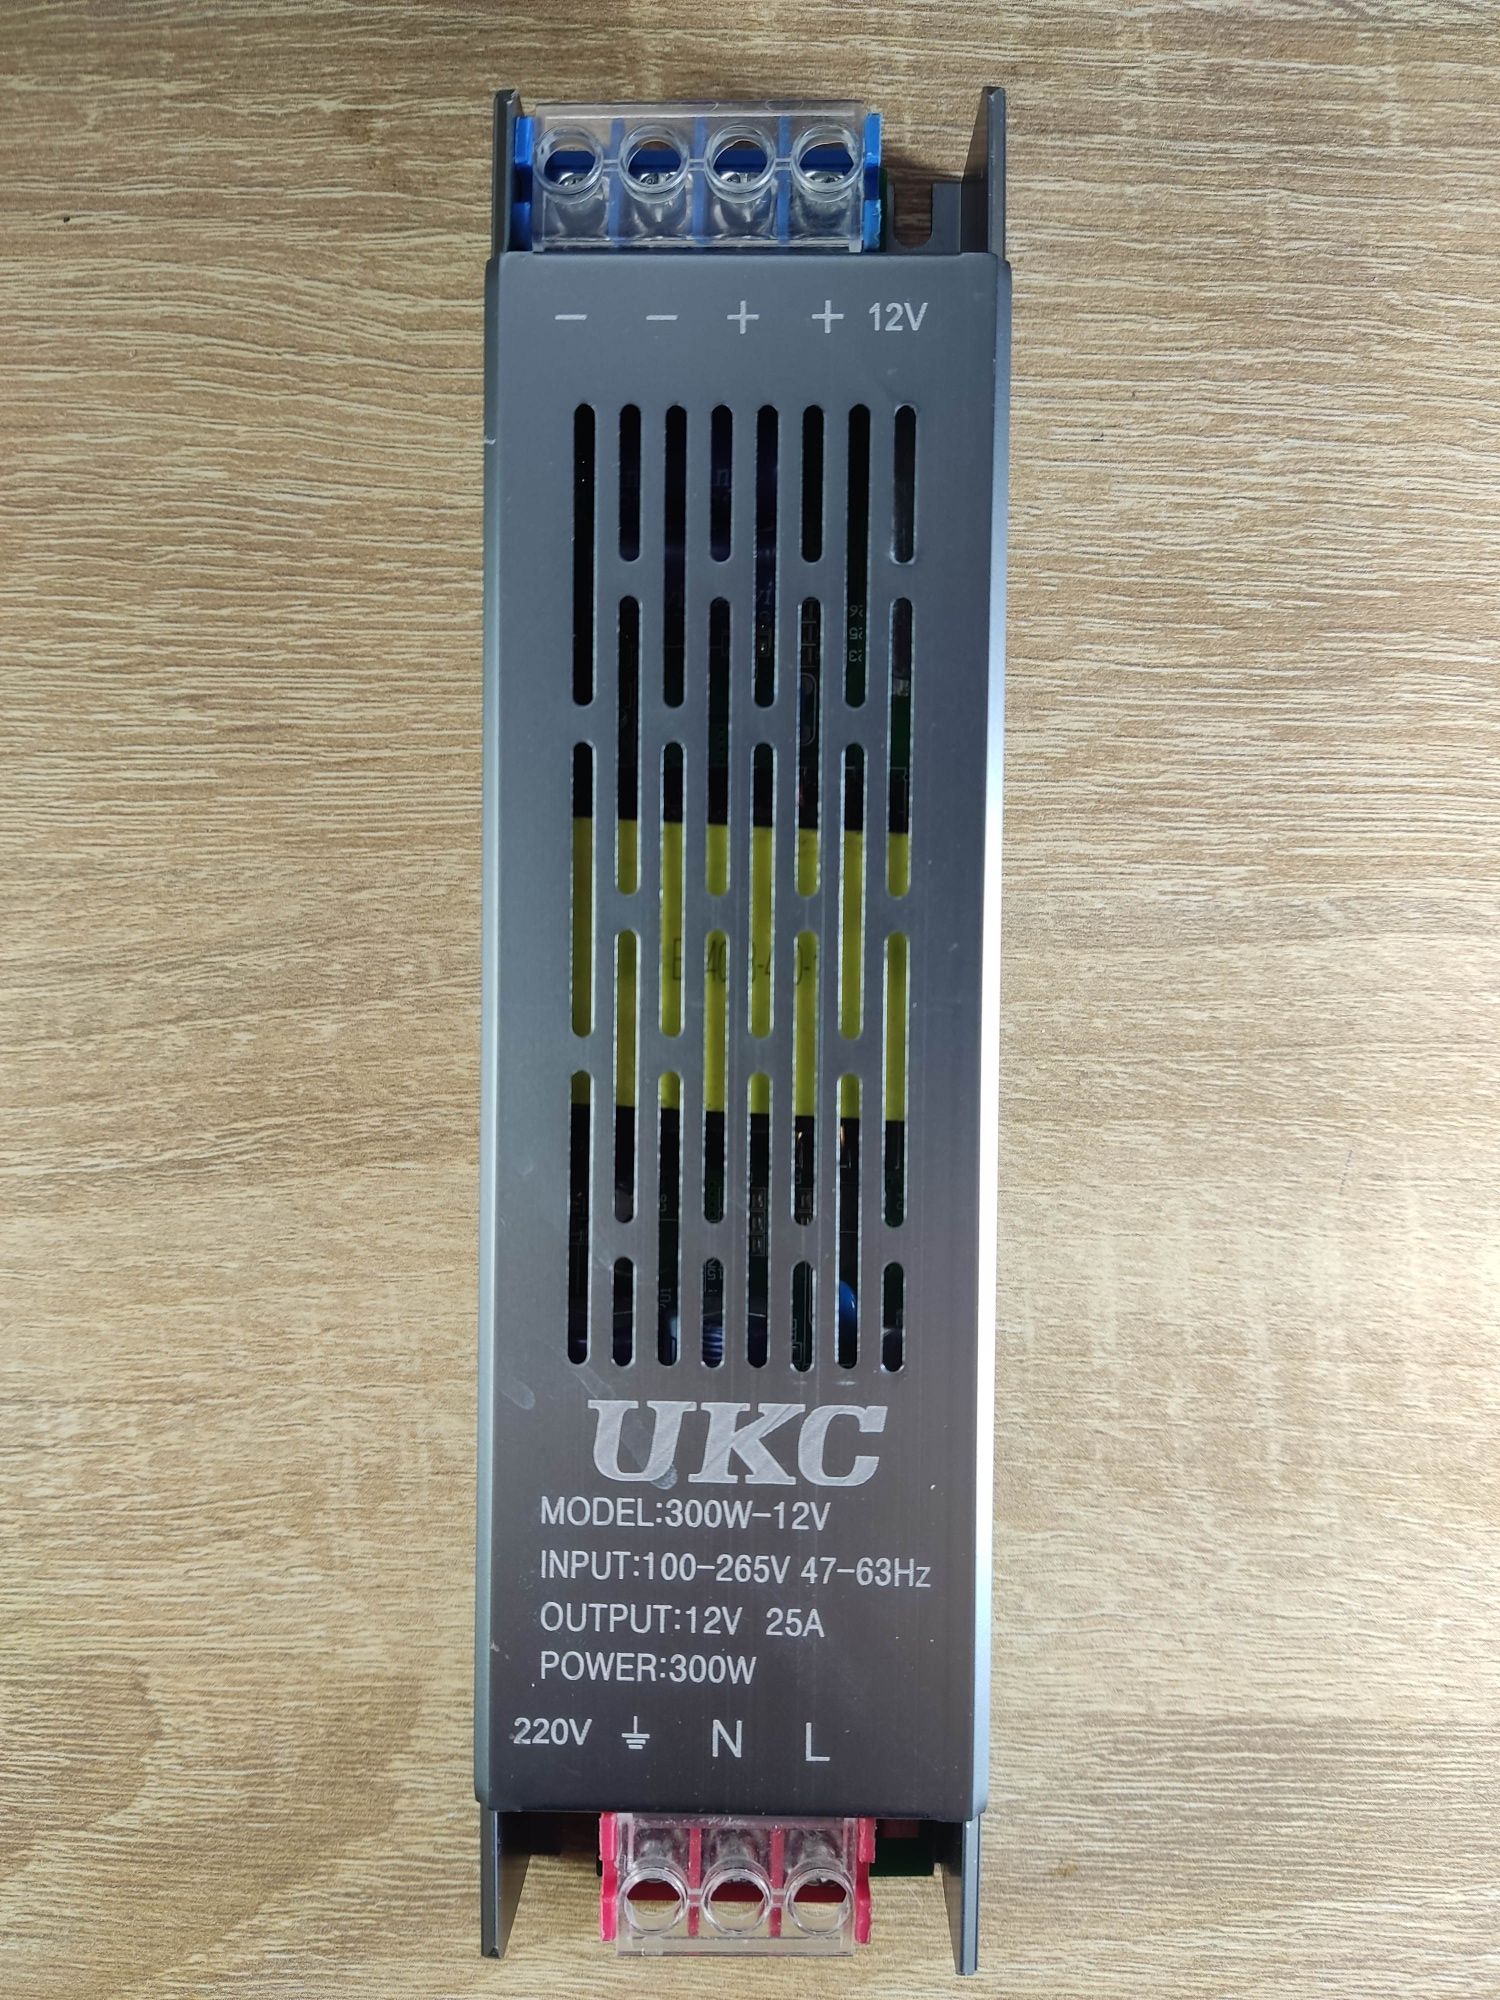 − − + + 12V
UKC
MODEL:300W-12V
INPUT:100-265V 47-63Hz
OUTPUT:12V 25A
POWER:300W
220V ⏚ N L